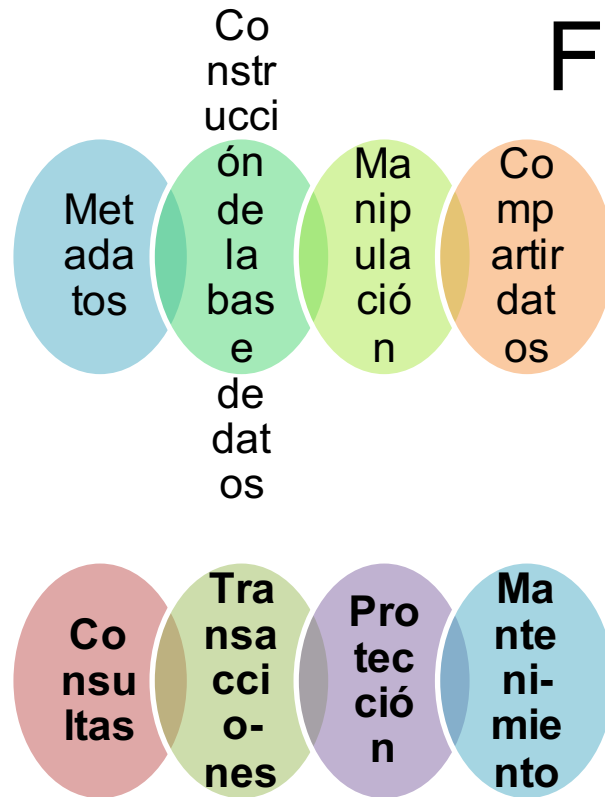 F
Met
ada
tos
Co
nstr
ucci
ón
de
la
bas
e
de
dat
os
Ma
nip
ula
ció
n
Co
mp
artir
dat
os
Co
nsu
ltas
Tra
nsa
cci
o-
nes
Pro
tec
ció
n
Ma
nte
ni-
mie
nto